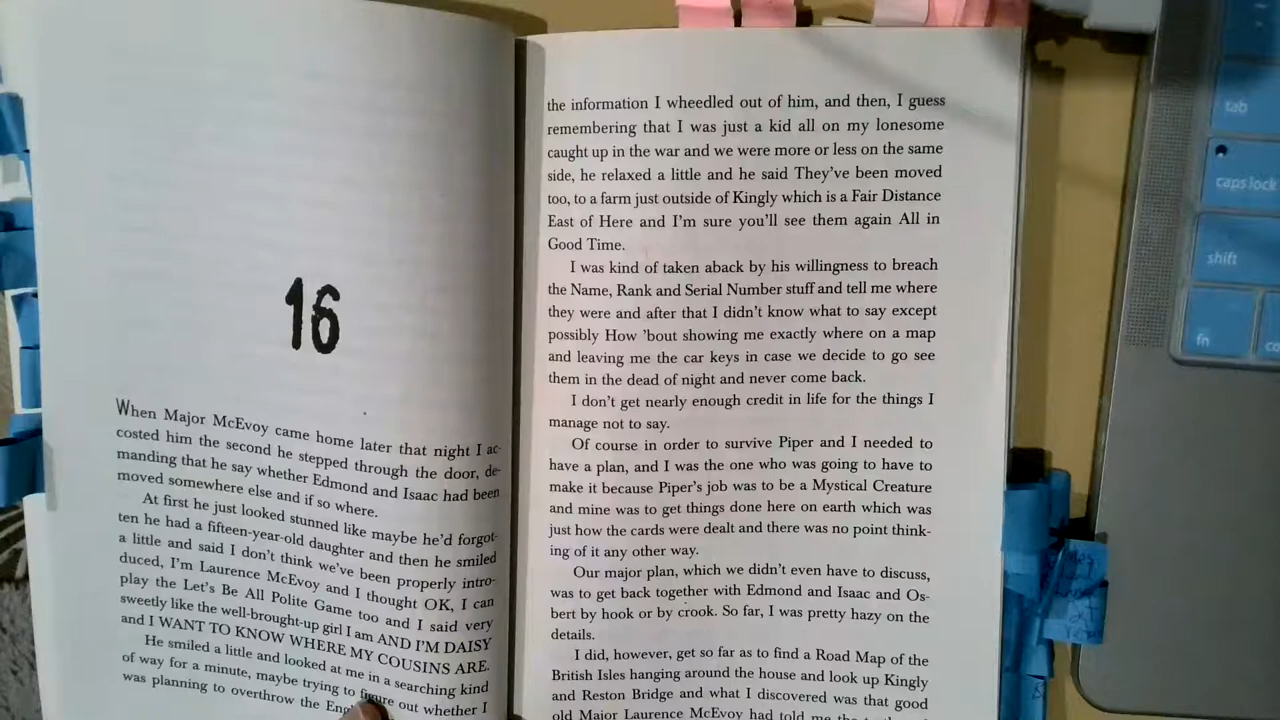 16
When Major McEvoy came home later that night I ac-
costed him the second he stepped through the door, de-
manding that he say whether Edmond and Isaac had been
moved somewhere else and if so where.
At first he just looked stunned like maybe he'd forgot-
ten he had a fifteen-year-old daughter and then he smiled
a little and said I don't think we've been properly intro-
duced, I'm Laurence McEvoy and I thought OK, I can
play the Let's Be All Polite Game too and I said very
sweetly like the well-brought-up girl I am AND I'M DAISY
and I WANT TO KNOW WHERE MY COUSINS ARE.
He smiled a little and looked at me in a searching kind
of way for a minute, maybe trying to figure out whether I
was planning to overthrow the
the information I wheedled out of him, and then, I guess
remembering that I was just a kid all on my lonesome
caught up in the war and we were more or less on the same
side, he relaxed a little and he said They've been moved
too, to a farm just outside of Kingly which is a Fair Distance
East of Here and I'm sure you'll see them again All in
Good Time.
I was kind of taken aback by his willingness to breach
the Name, Rank and Serial Number stuff and tell me where
they were and after that I didn't know what to say except
possibly How 'bout showing me exactly where on a map
and leaving me the car keys in case we decide to go see
them in the dead of night and never come back.
I don't get nearly enough credit in life for the things I
manage not to say.
Of course in order to survive Piper and I needed to
have a plan, and I was the one who was going to have to
make it because Piper's job was to be a Mystical Creature
and mine was to get things done here on earth which was
just how the cards were dealt and there was no point think-
ing of it any other way.
Our major plan, which we didn't even have to discuss,
was to get back together with Edmond and Isaac and Os-
bert by hook or by crook. So far, I was pretty hazy on the
details.
I did, however, get so far as to find a Road Map of the
British Isles hanging around the house and look up Kingly
and Reston Bridge and what I discovered was that good
old Major Laurence McEvoy had told me the
tab
caps lock
shift
fn